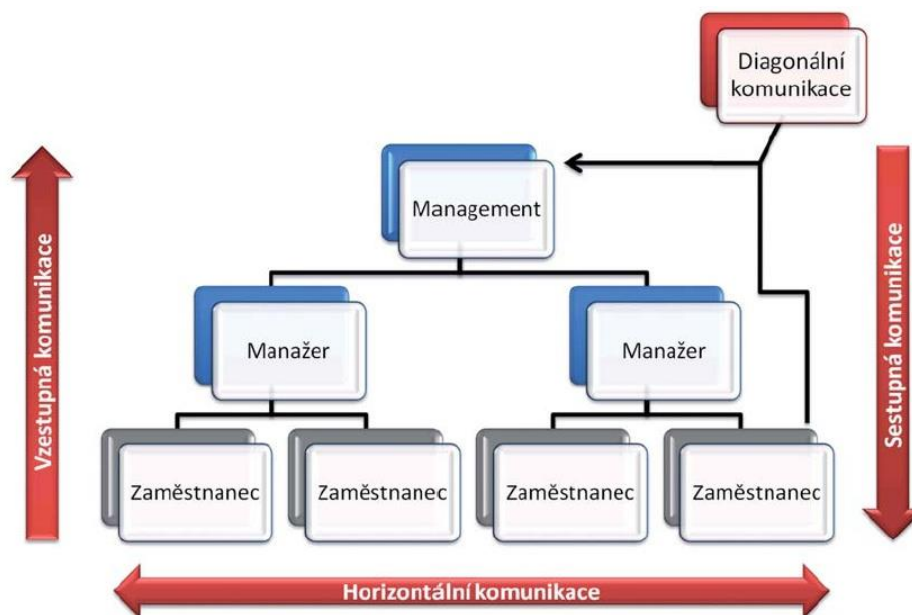 Diagonální
komunikace
Management
Vzestupná komunikace
Sestupná komunikace
Manažer
Manažer
Zaměstnanec
Zaměstnanec
Zaměstnanec
Zaměstnanec
Horizontální komunikace